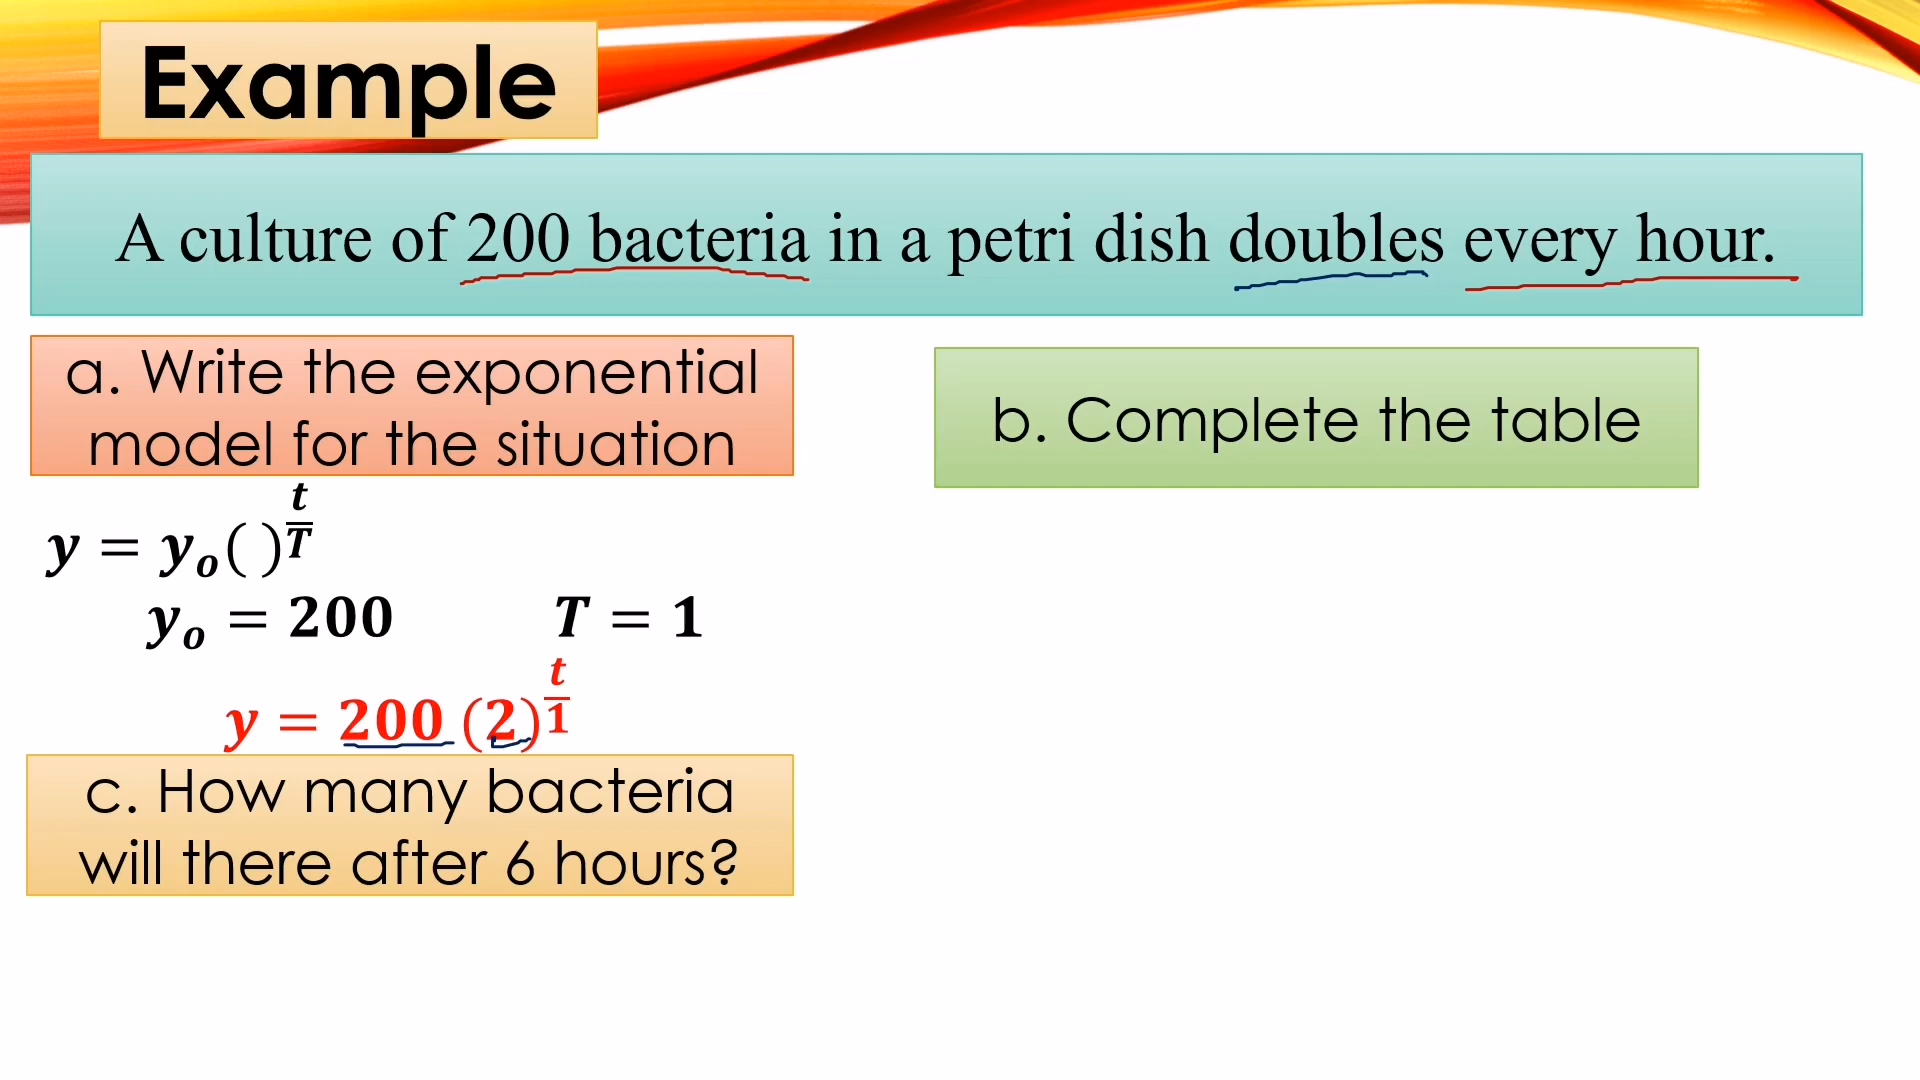 Example
A culture of 200 bacteria in a petri dish doubles every hour.
a. Write the exponential
model for the situation
y = yₒ( )^(t/T)
yₒ = 200 T = 1
y = 200 (2)^(t/1)
c. How many bacteria
will there after 6 hours?
b. Complete the table